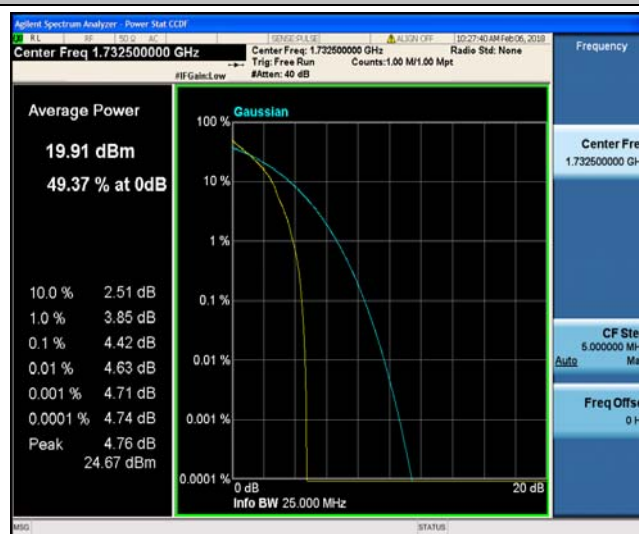 Agilent Spectrum Analyzer - Power Stat CCDF
RL RF 50 Ω AC SENSE:PULSE ALIGN OFF 10:27:40 AM Feb 06, 2018
Center Freq 1.732500000 GHz
Center Freq: 1.732500000 GHz Radio Std: None
Trig: Free Run Counts:1.00 M/1.00 Mpt
#IFGain:Low #Atten: 40 dB
Frequency
Average Power
19.91 dBm
49.37 % at 0dB
10.0 % 2.51 dB
1.0 % 3.85 dB
0.1 % 4.42 dB
0.01 % 4.63 dB
0.001 % 4.71 dB
0.0001 % 4.74 dB
Peak 4.76 dB
24.67 dBm
Gaussian
100 %
10 %
1 %
0.1 %
0.01 %
0.001 %
0.0001 %
0 dB 20 dB
Info BW 25.000 MHz
Center Fre
1.732500000 GH
CF Ste
5.000000 MH
Auto Ma
Freq Offs
0 H
MSG STATUS